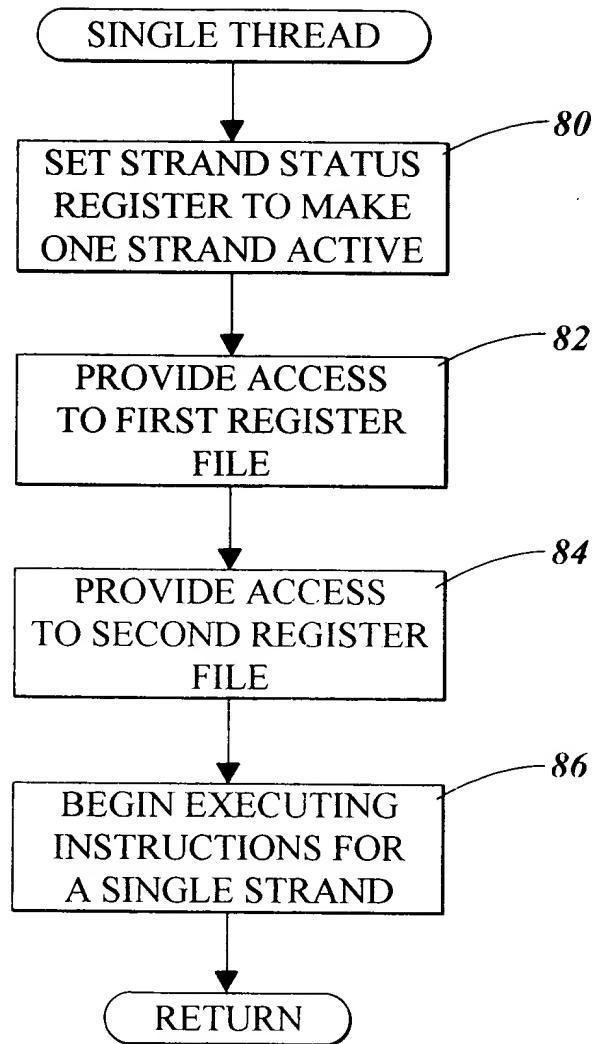 SINGLE THREAD
80
SET STRAND STATUS
REGISTER TO MAKE
ONE STRAND ACTIVE
82
PROVIDE ACCESS
TO FIRST REGISTER
FILE
84
PROVIDE ACCESS
TO SECOND REGISTER
FILE
86
BEGIN EXECUTING
INSTRUCTIONS FOR
A SINGLE STRAND
RETURN